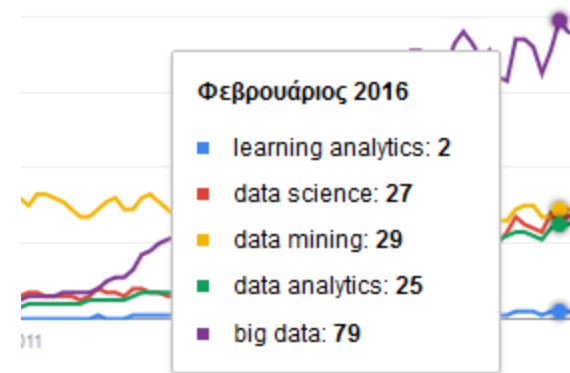 Φεβρουάριος 2016
learning analytics: 2
data science: 27
data mining: 29
data analytics: 25
big data: 79